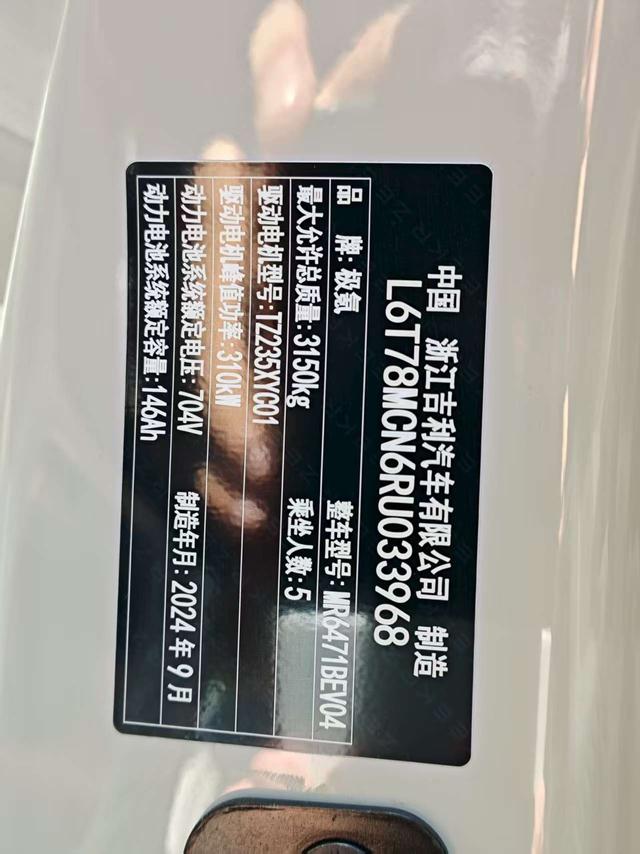 中国 浙江吉利汽车有限公司 制造
L6T78MCN6RU033968
品 牌:极氪 整车型号:MR6471BEV04
最大允许总质量:3150kg 乘坐人数:5
驱动电机型号:TZ235XYC01
驱动电机峰值功率:310kW
动力电池系统额定电压:704V 制造年月:2024年9月
动力电池系统额定容量:146Ah